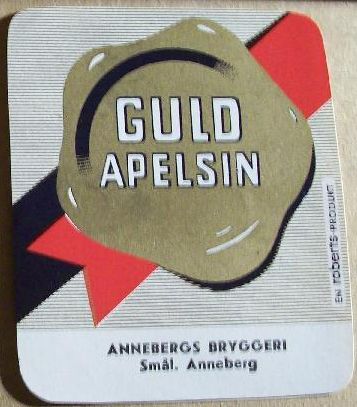 GULD
APELSIN
EN roberts PRODUKT
ANNEBERGS BRYGGERI
Smål. Anneberg